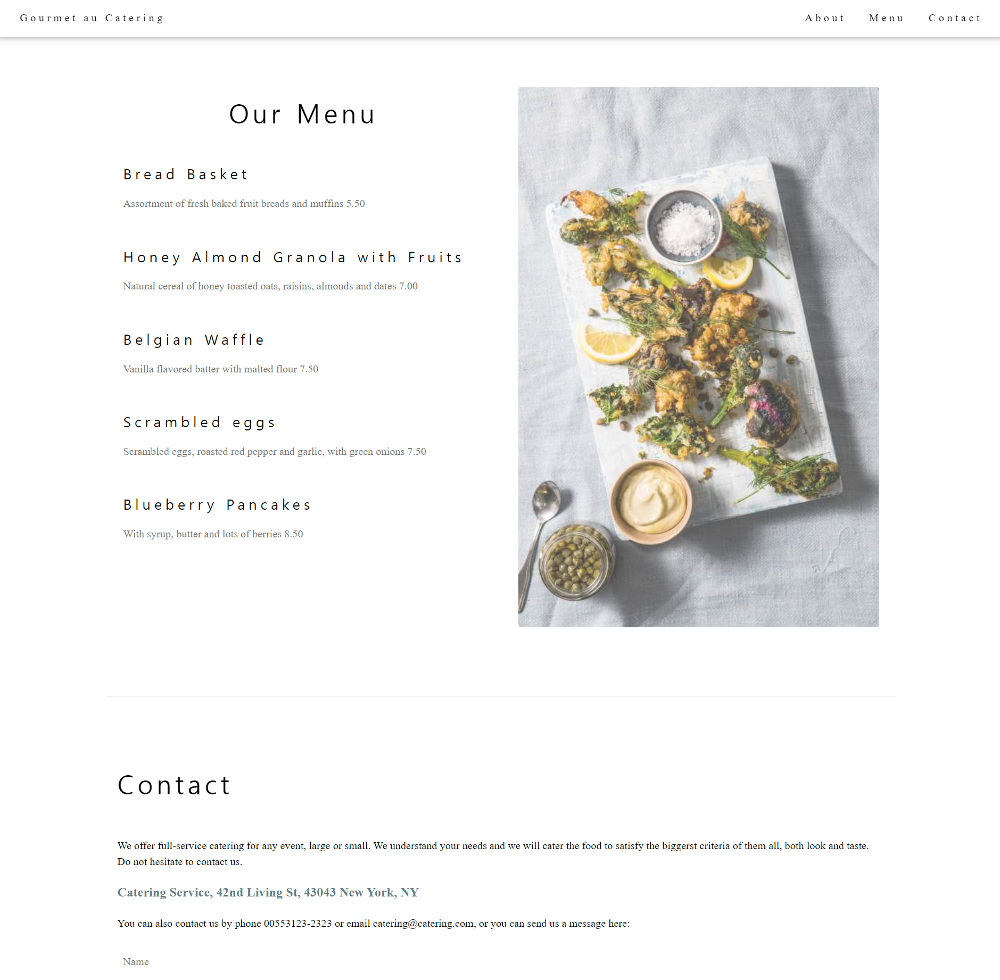 Gourmet au Catering
About Menu Contact
Our Menu
Bread Basket
Assortment of fresh baked fruit breads and muffins 5.50
Honey Almond Granola with Fruits
Natural cereal of honey toasted oats, raisins, almonds and dates 7.00
Belgian Waffle
Vanilla flavored batter with malted flour 7.50
Scrambled eggs
Scrambled eggs, roasted red pepper and garlic, with green onions 7.50
Blueberry Pancakes
With syrup, butter and lots of berries 8.50
Contact
We offer full-service catering for any event, large or small. We understand your needs and we will cater the food to satisfy the biggerst criteria of them all, both look and taste.
Do not hesitate to contact us.
Catering Service, 42nd Living St, 43043 New York, NY
You can also contact us by phone 00553123-2323 or email catering@catering.com, or you can send us a message here:
Name